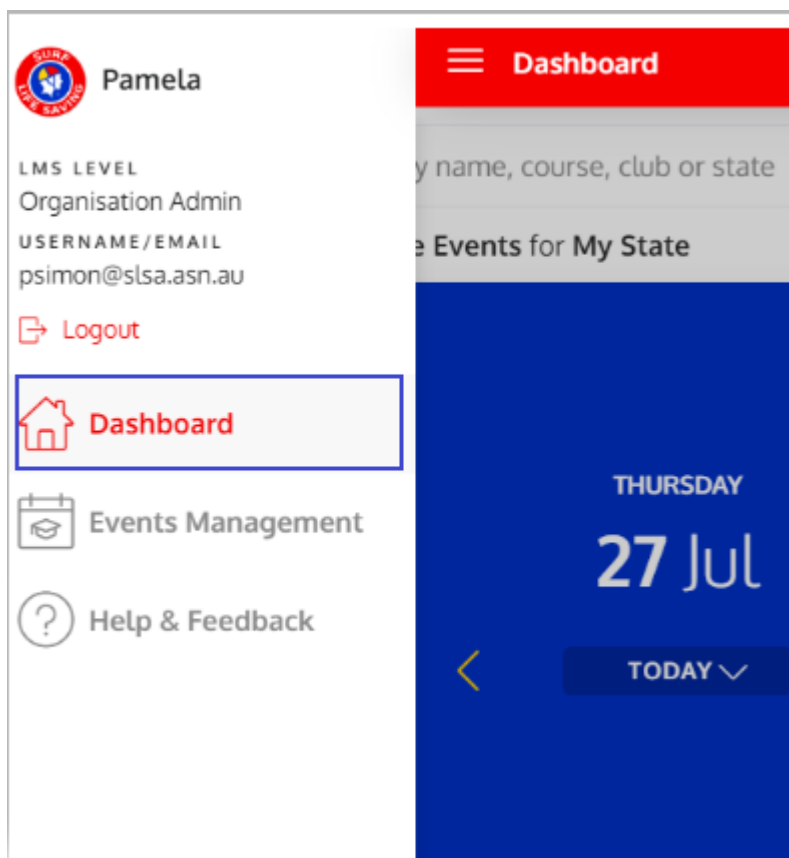 SURF
LIFE SAVING
Pamela
LMS LEVEL
Organisation Admin
USERNAME/EMAIL
psimon@slsa.asn.au
Logout
Dashboard
Events Management
Help & Feedback
Dashboard
y name, course, club or state
e Events for My State
THURSDAY
27 Jul
TODAY